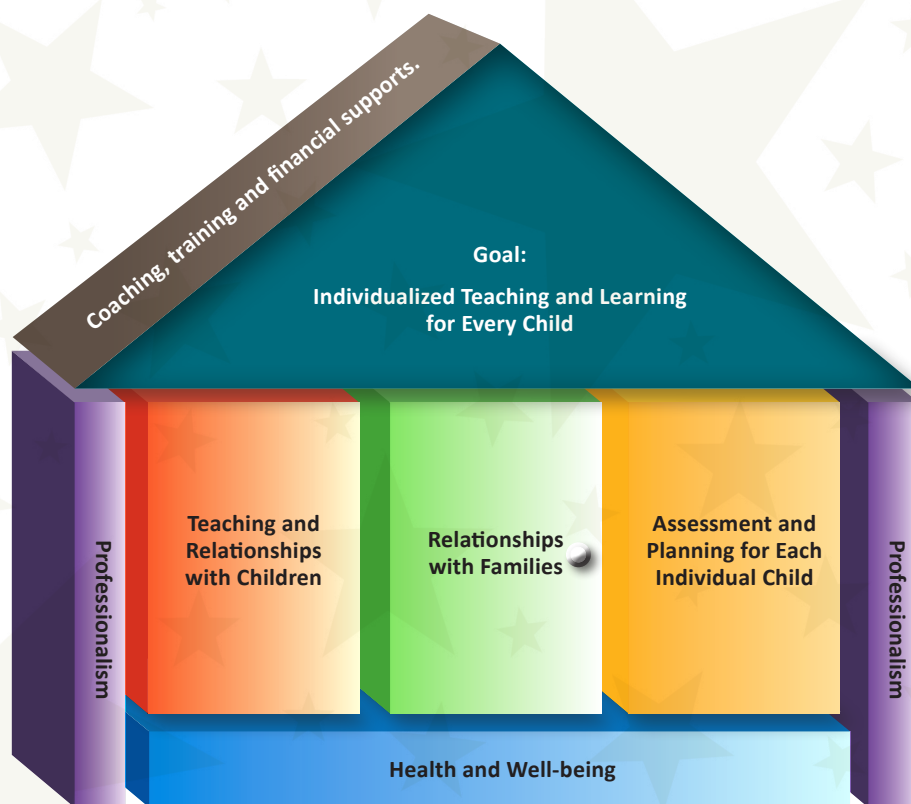 Coaching, training and financial supports.
Goal:
Individualized Teaching and Learning
for Every Child
Professionalism
Teaching and
Relationships
with Children
Relationships
with Families
Assessment and
Planning for Each
Individual Child
Professionalism
Health and Well-being